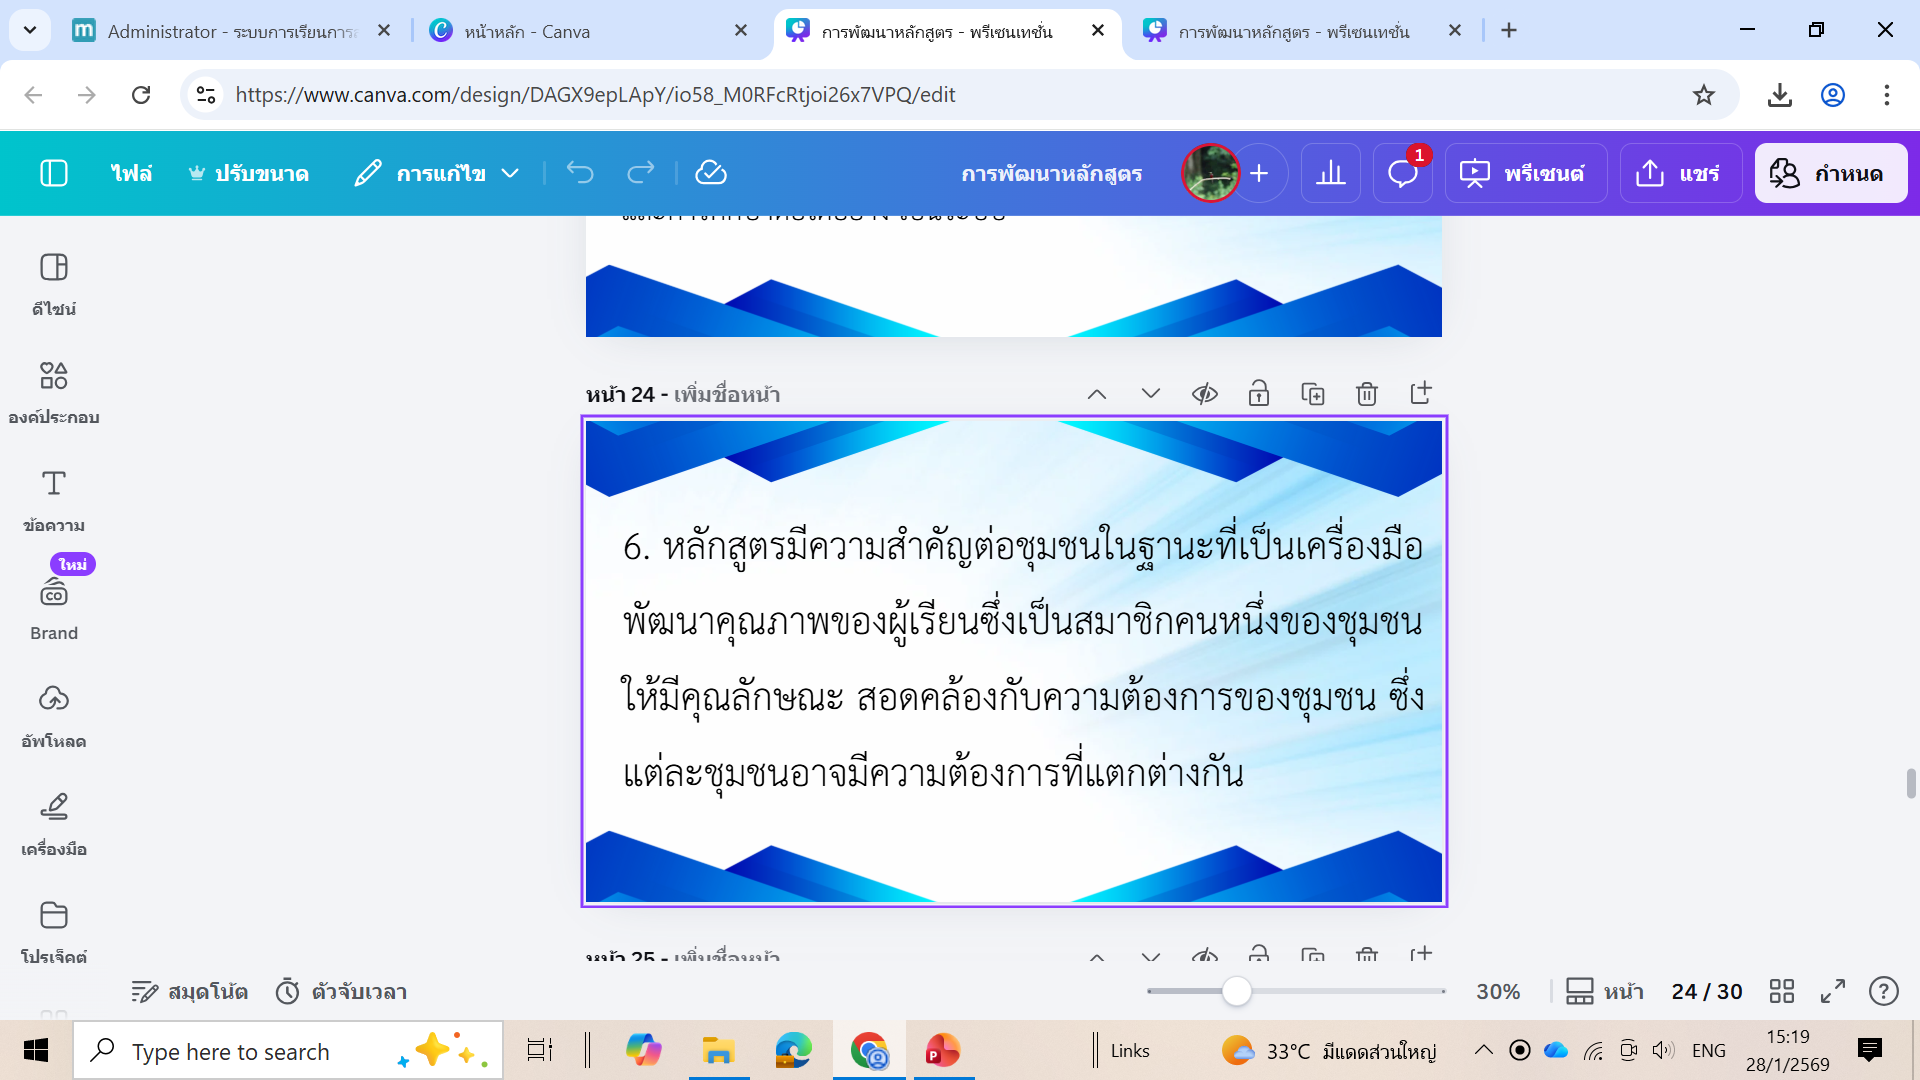 Administrator - ระบบการเรียนการส
หน้าหลัก - Canva
การพัฒนาหลักสูตร - พรีเซนเทชั่น
การพัฒนาหลักสูตร - พรีเซนเทชั่น
https://www.canva.com/design/DAGX9epLApY/io58_M0RFcRtjoi26x7VPQ/edit
ไฟล์
ปรับขนาด
การแก้ไข
การพัฒนาหลักสูตร
1
พรีเซนต์
แชร์
กำหนด
ดีไซน์
องค์ประกอบ
ข้อความ
ใหม่
Brand
อัพโหลด
เครื่องมือ
โปรเจ็คต์
หน้า 24 - เพิ่มชื่อหน้า
6. หลักสูตรมีความสำคัญต่อชุมชนในฐานะที่เป็นเครื่องมือ
พัฒนาคุณภาพของผู้เรียนซึ่งเป็นสมาชิกคนหนึ่งของชุมชน
ให้มีคุณลักษณะ สอดคล้องกับความต้องการของชุมชน ซึ่ง
แต่ละชุมชนอาจมีความต้องการที่แตกต่างกัน
หน้า 25 - เพิ่มชื่อหน้า
สมุดโน้ต
ตัวจับเวลา
30%
หน้า
24 / 30
Type here to search
Links
33°C มีแดดส่วนใหญ่
ENG
15:19
28/1/2569